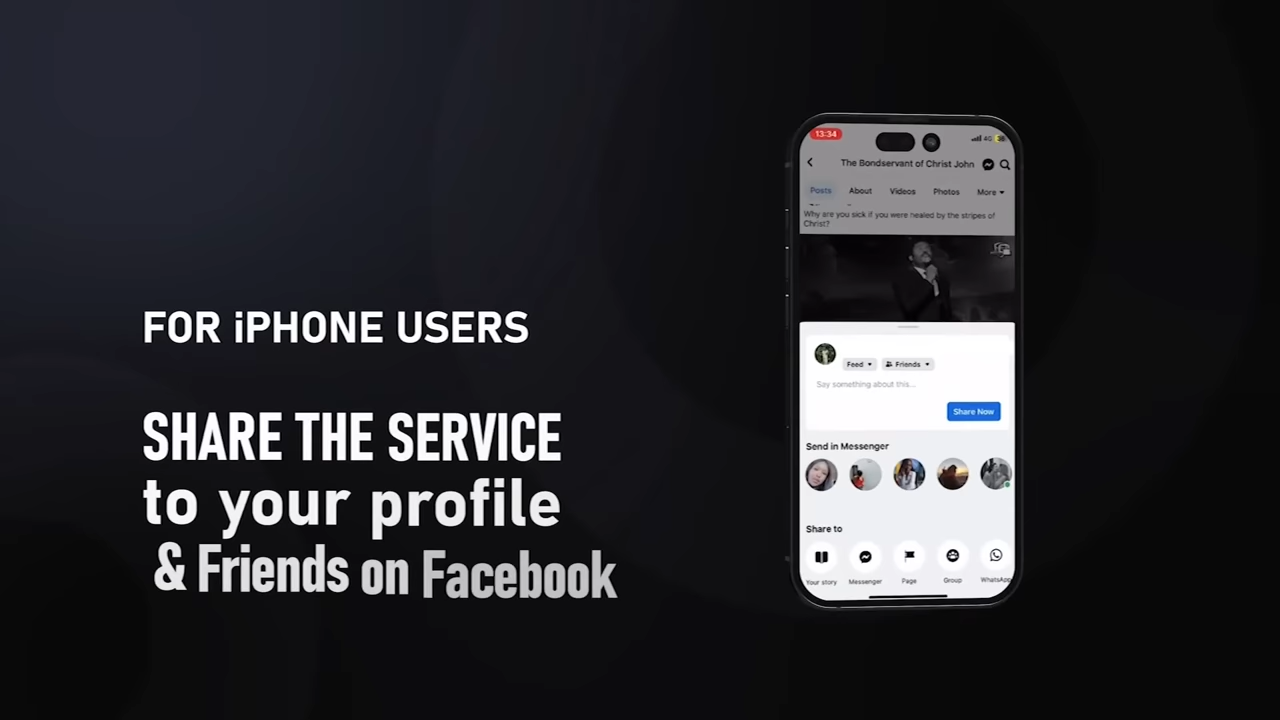 FOR iPHONE USERS
SHARE THE SERVICE
to your profile
& Friends on Facebook
13:34
4G
The Bondservant of Christ John
Posts About Videos Photos More
Why are you sick if you were healed by the stripes of
Christ?
Feed Friends
Say something about this...
Share Now
Send in Messenger
Share to
Your story Messenger Page Group WhatsApp